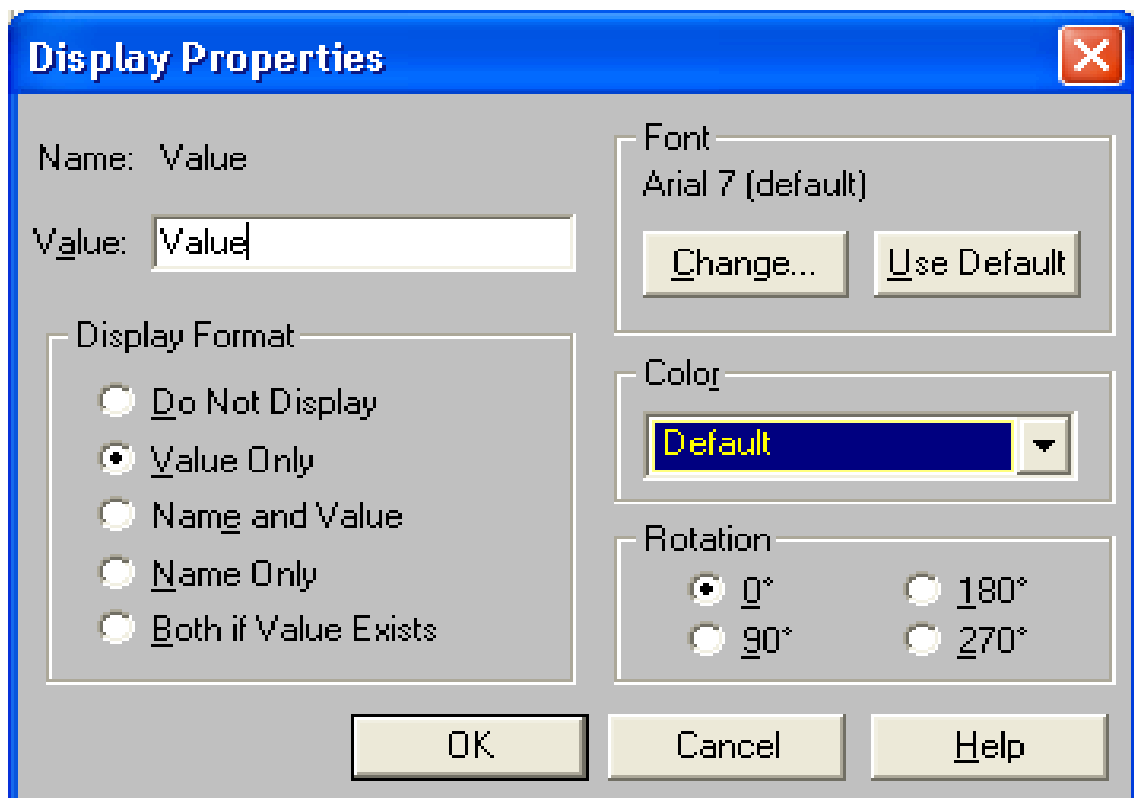 Display Properties
Name: Value
Value: Value
Display Format
Do Not Display
Value Only
Name and Value
Name Only
Both if Value Exists
Font
Arial 7 (default)
Change... Use Default
Color
Default
Rotation
0° 180°
90° 270°
OK Cancel Help